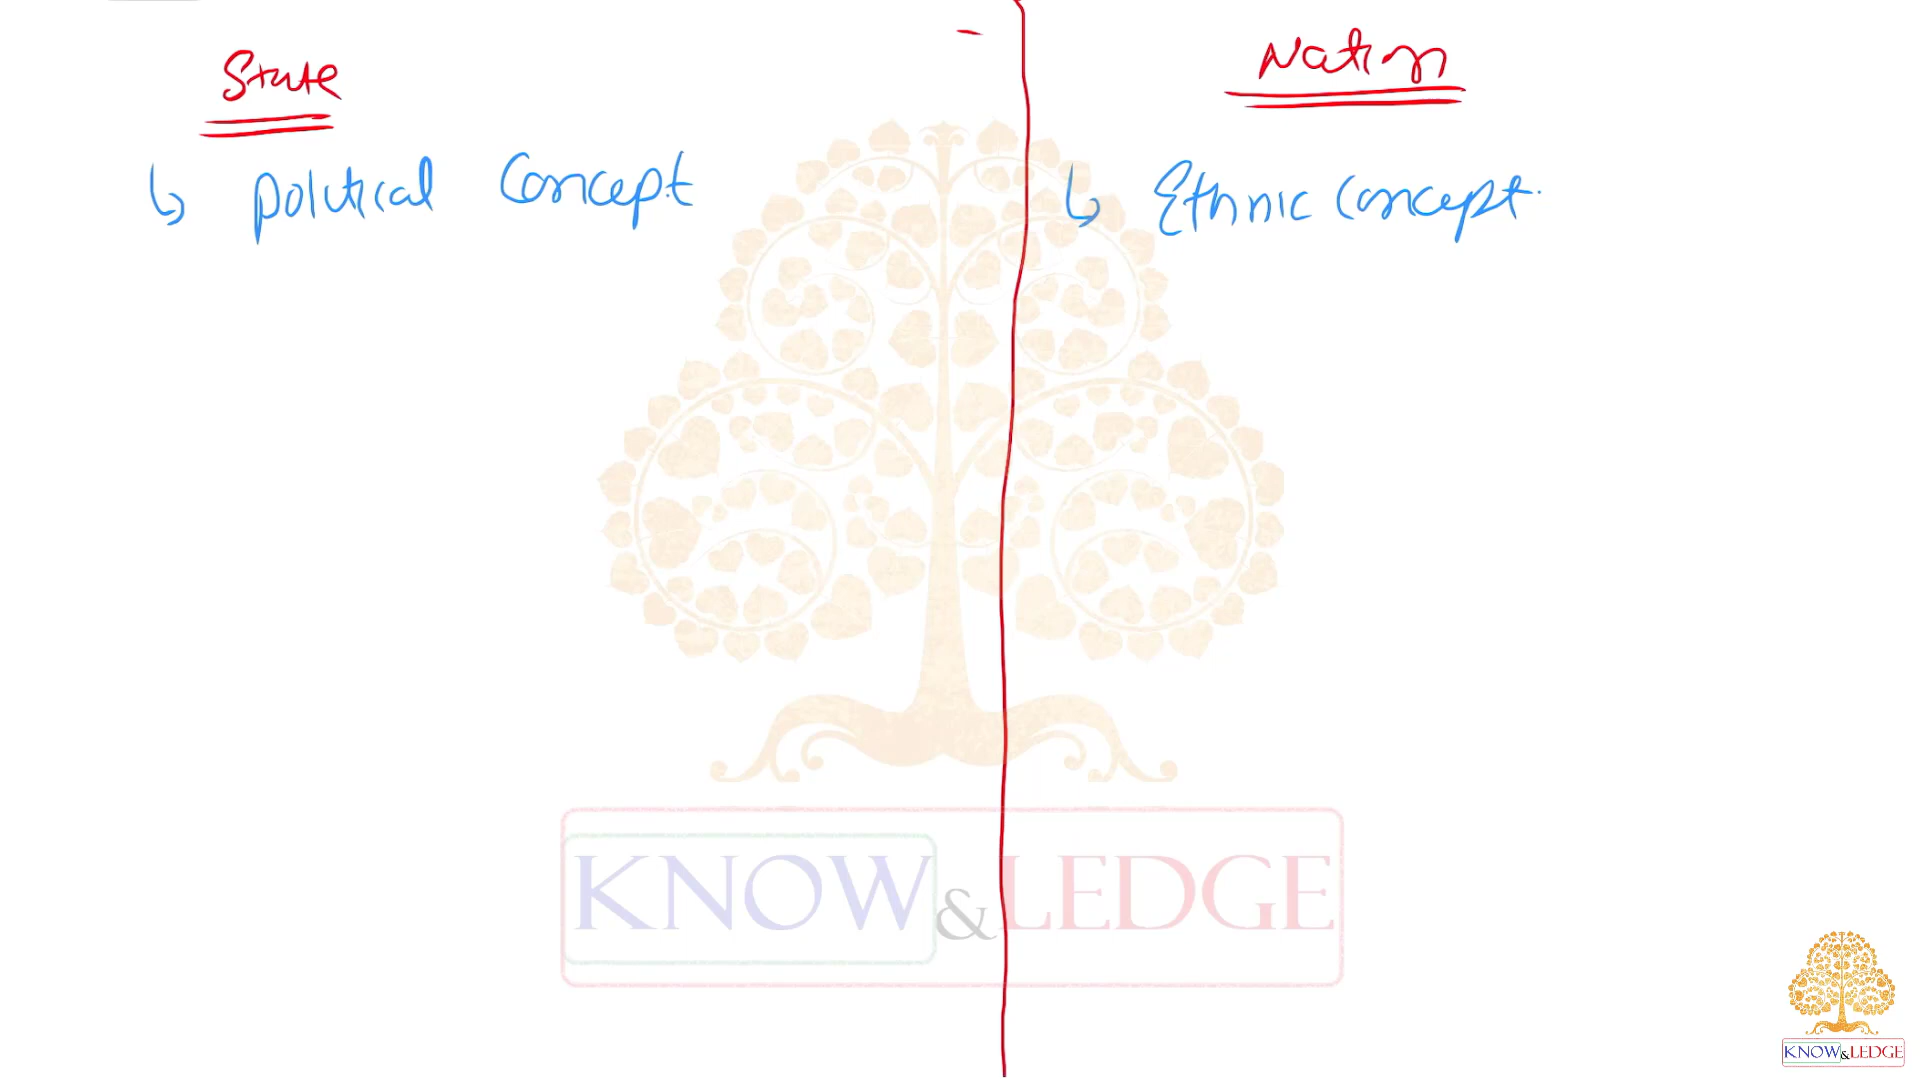 State
Nation
↳ Political Concept
↳ Ethnic Concept.
KNOW&LEDGE
KNOW&LEDGE